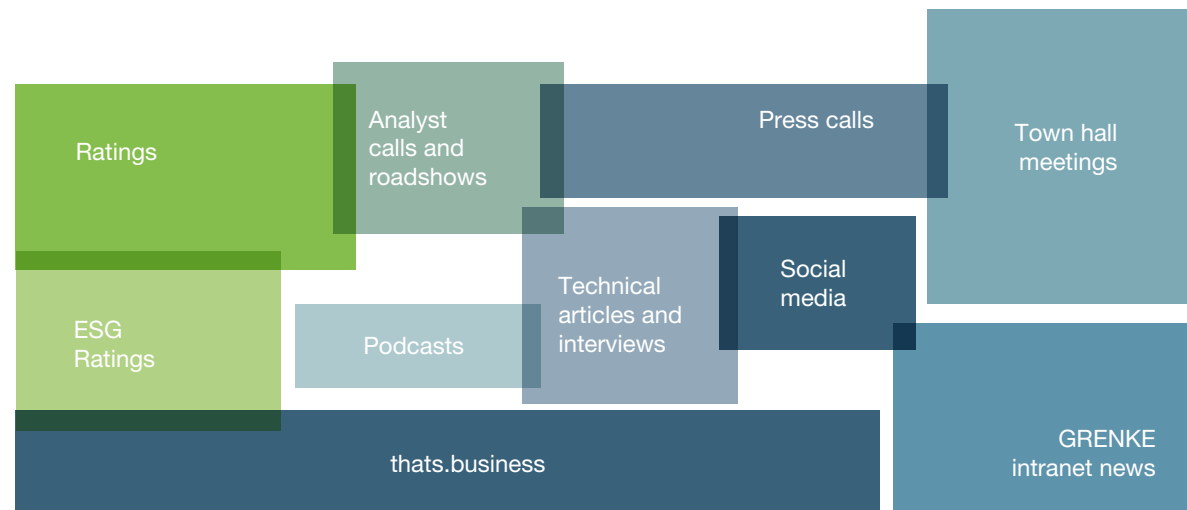 Ratings
Analyst
calls and
roadshows
Press calls
Town hall
meetings
ESG
Ratings
Podcasts
Technical
articles and
interviews
Social
media
thats.business
GRENKE
intranet news